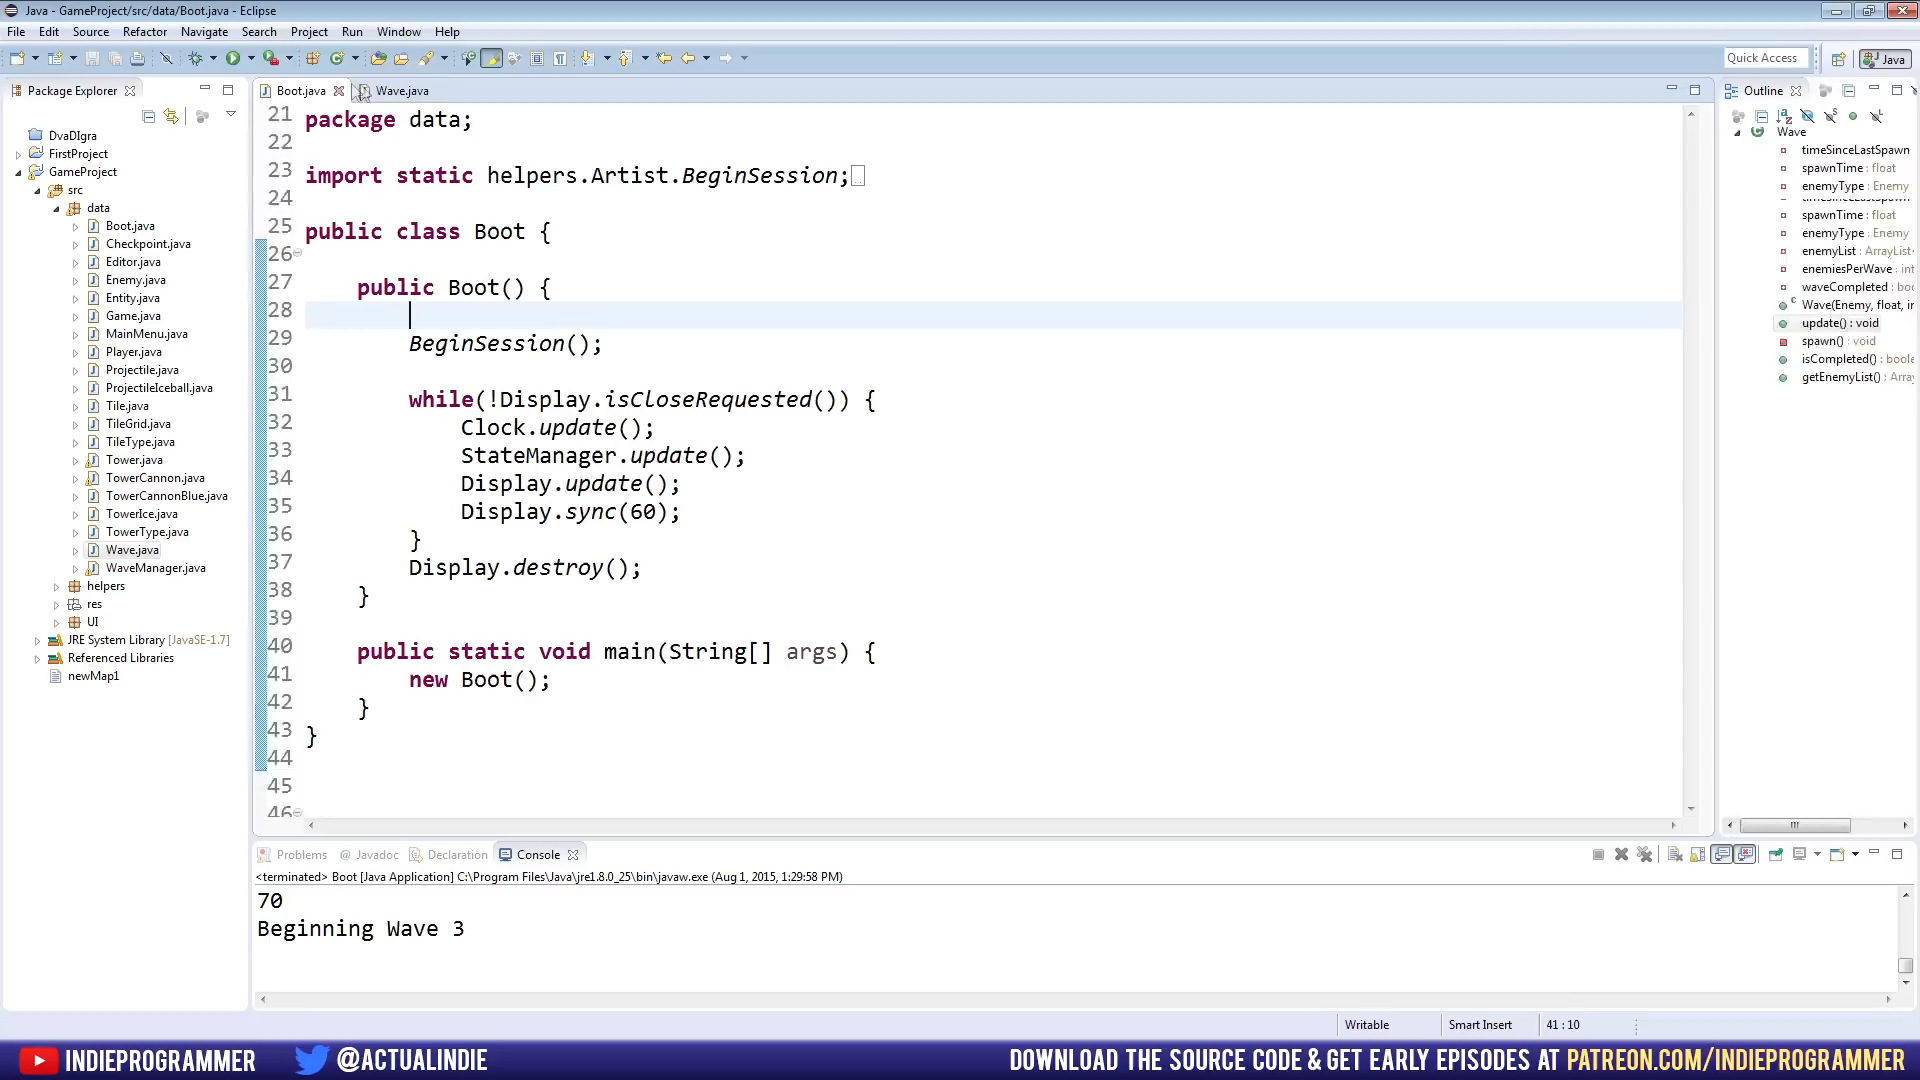 Java - GameProject/src/data/Boot.java - Eclipse
File Edit Source Refactor Navigate Search Project Run Window Help
Quick Access
Java
Package Explorer
DvaDIgra
FirstProject
GameProject
src
data
Boot.java
Checkpoint.java
Editor.java
Enemy.java
Entity.java
Game.java
MainMenu.java
Player.java
Projectile.java
ProjectileIceball.java
Tile.java
TileGrid.java
TileType.java
Tower.java
TowerCannon.java
TowerCannonBlue.java
TowerIce.java
TowerType.java
Wave.java
WaveManager.java
helpers
res
UI
JRE System Library [JavaSE-1.7]
Referenced Libraries
newMap1
Boot.java Wave.java
21 package data;
22
23 import static helpers.Artist.BeginSession;
24
25 public class Boot {
26
27 public Boot() {
28
29 BeginSession();
30
31 while(!Display.isCloseRequested()) {
32 Clock.update();
33 StateManager.update();
34 Display.update();
35 Display.sync(60);
36 }
37 Display.destroy();
38 }
39
40 public static void main(String[] args) {
41 new Boot();
42 }
43 }
44
45
46
Outline
Wave
timeSinceLastSpawn
spawnTime : float
enemyType : Enemy
spawnTime : float
enemyType : Enemy
enemyList : ArrayList
enemiesPerWave : int
waveCompleted : boo
Wave(Enemy, float, in
update() : void
spawn() : void
isCompleted() : boole
getEnemyList() : Array
Problems @ Javadoc Declaration Console
<terminated> Boot [Java Application] C:\Program Files\Java\jre1.8.0_25\bin\javaw.exe (Aug 1, 2015, 1:29:58 PM)
70
Beginning Wave 3
Writable Smart Insert 41 : 10
INDIEPROGRAMMER @ACTUALINDIE DOWNLOAD THE SOURCE CODE & GET EARLY EPISODES AT PATREON.COM/INDIEPROGRAMMER